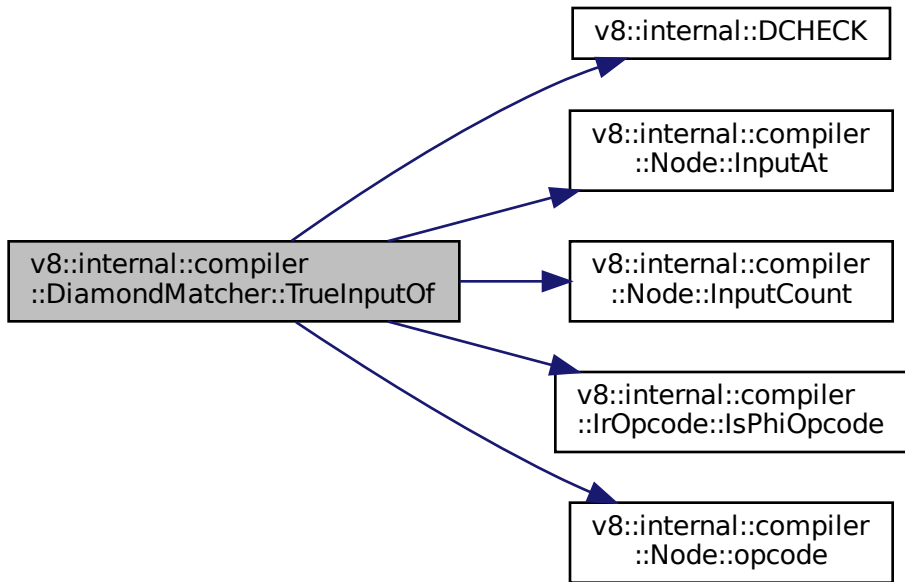 v8::internal::DCHECK
v8::internal::compiler
::Node::InputAt
v8::internal::compiler
::DiamondMatcher::TrueInputOf
v8::internal::compiler
::Node::InputCount
v8::internal::compiler
::IrOpcode::IsPhiOpcode
v8::internal::compiler
::Node::opcode